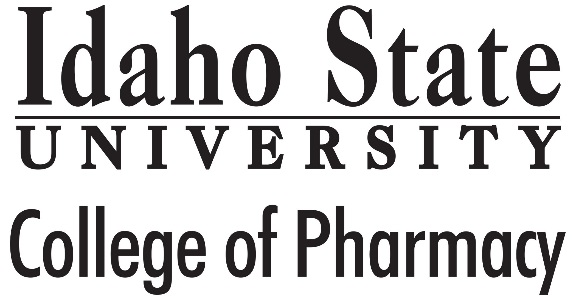 Idaho State
UNIVERSITY
College of Pharmacy